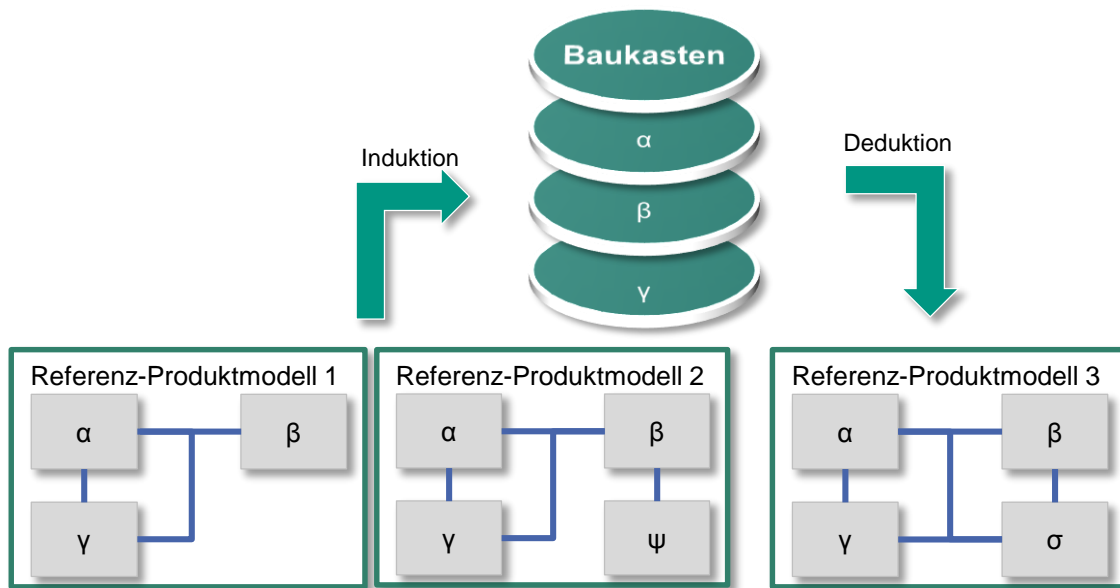 Baukasten
α
β
γ
Induktion
Deduktion
Referenz-Produktmodell 1
α
β
γ
Referenz-Produktmodell 2
α
β
γ
ψ
Referenz-Produktmodell 3
α
β
γ
σ